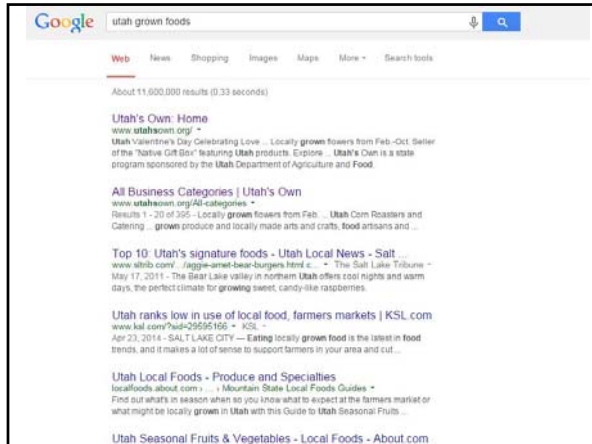 Google utah grown foods
Web News Shopping Images Maps More Search tools
About 11,600,000 results (0.33 seconds)
Utah's Own: Home
www.utahsown.org/
Utah Valentine's Day Celebrating Love ... Locally grown flowers from Feb.-Oct. Seller
of the "Native Gift Box" featuring Utah products. Explore ... Utah's Own is a state
program sponsored by the Utah Department of Agriculture and Food.
All Business Categories | Utah's Own
www.utahsown.org/All-categories
Results 1 - 20 of 395 - Locally grown flowers from Feb. ... Utah Corn Roasters and
Catering ... grown produce and locally made arts and crafts, food artisans and ...
Top 10: Utah's signature foods - Utah Local News - Salt ...
www.sltrib.com/.../aggie-amet-bear-burgers.html.c... The Salt Lake Tribune
May 17, 2011 - The Bear Lake valley in northern Utah offers cool nights and warm
days, the perfect climate for growing sweet, candy-like raspberries.
Utah ranks low in use of local food, farmers markets | KSL.com
www.ksl.com/?sid=29595166 KSL
Apr 23, 2014 - SALT LAKE CITY — Eating locally grown food is the latest in food
trends, and it makes a lot of sense to support farmers in your area and cut ...
Utah Local Foods - Produce and Specialties
localfoods.about.com › ... › Mountain State Local Foods Guides
Find out what's in season when so you know what to expect at the farmers market or
what might be locally grown in Utah with this Guide to Utah Seasonal Fruits ...
Utah Seasonal Fruits & Vegetables - Local Foods - About.com